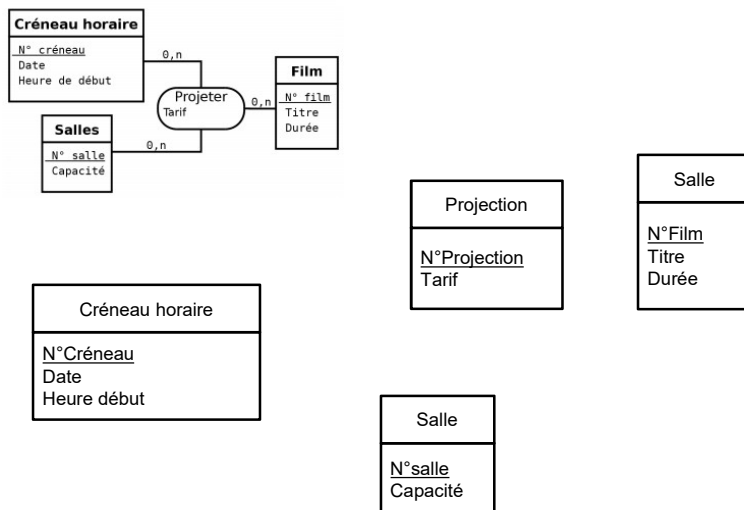 Créneau horaire
N° créneau
Date
Heure de début
0,n
Projeter
Tarif
0,n
Film
N° film
Titre
Durée
Salles
N° salle
Capacité
0,n
Projection
N°Projection
Tarif
Salle
N°Film
Titre
Durée
Créneau horaire
N°Créneau
Date
Heure début
Salle
N°salle
Capacité